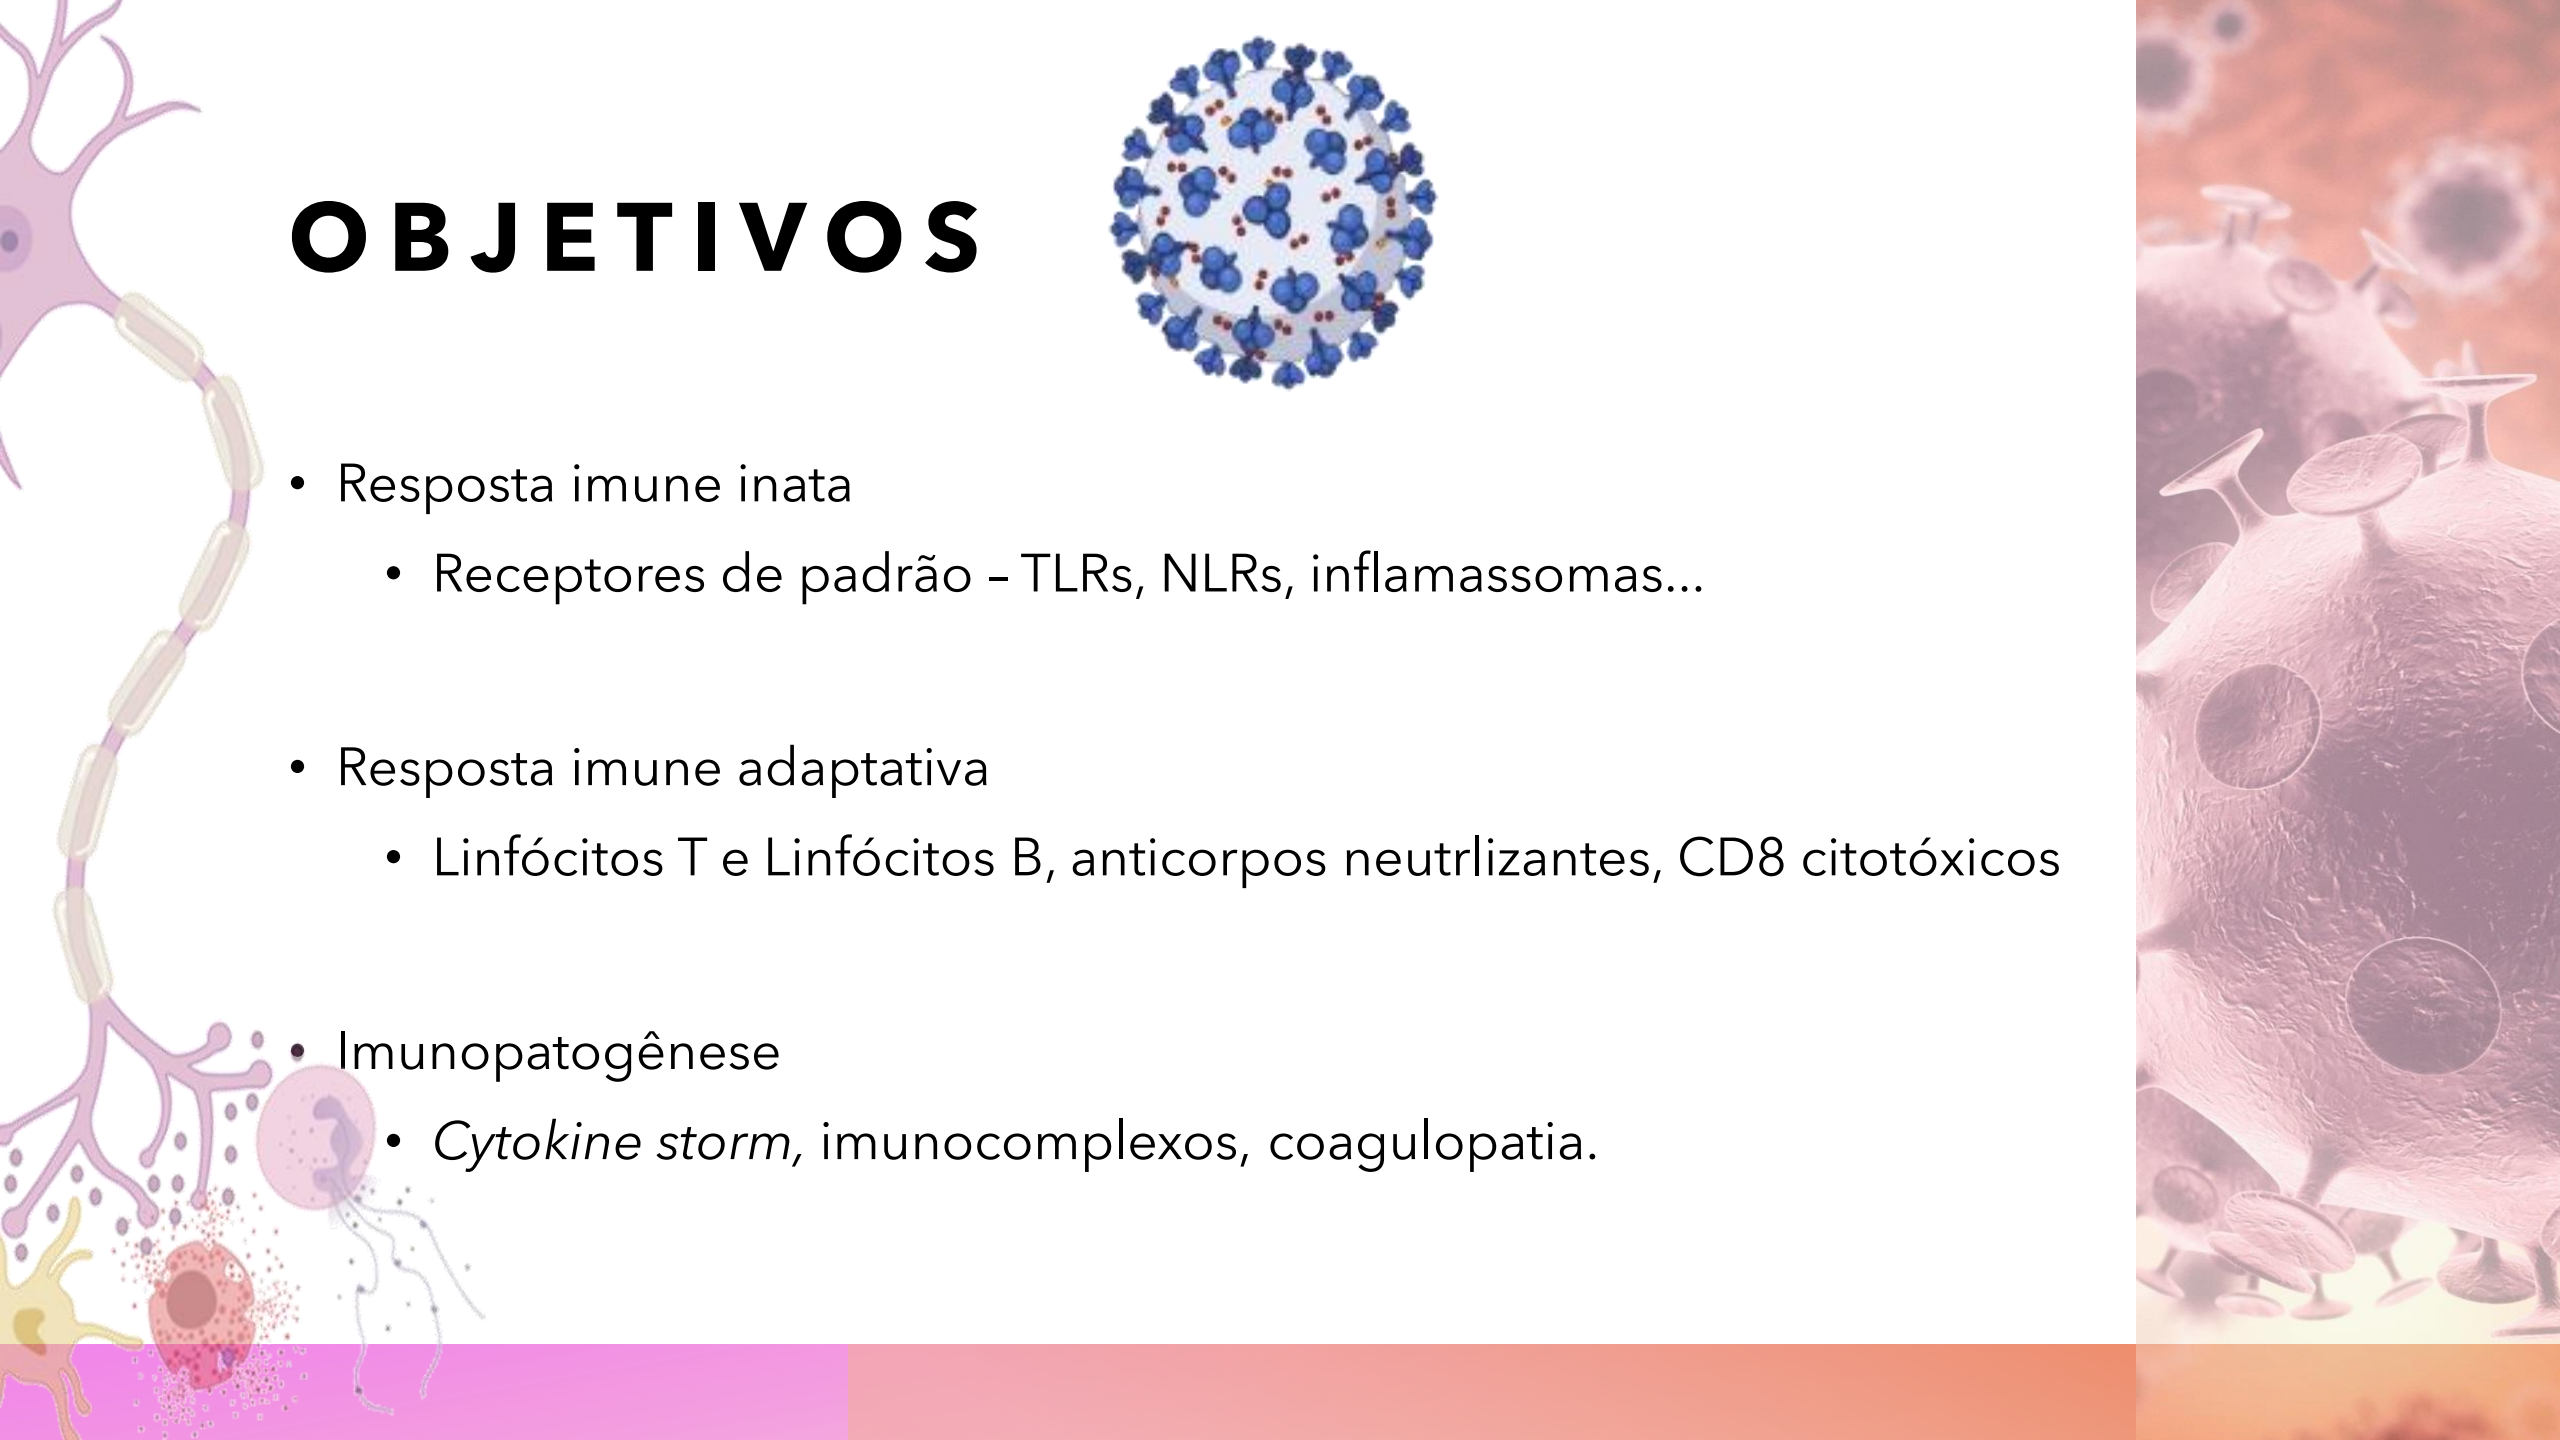 OBJETIVOS
• Resposta imune inata
• Receptores de padrão – TLRs, NLRs, inflamassomas...
• Resposta imune adaptativa
• Linfócitos T e Linfócitos B, anticorpos neutrlizantes, CD8 citotóxicos
• Imunopatogênese
• Cytokine storm, imunocomplexos, coagulopatia.